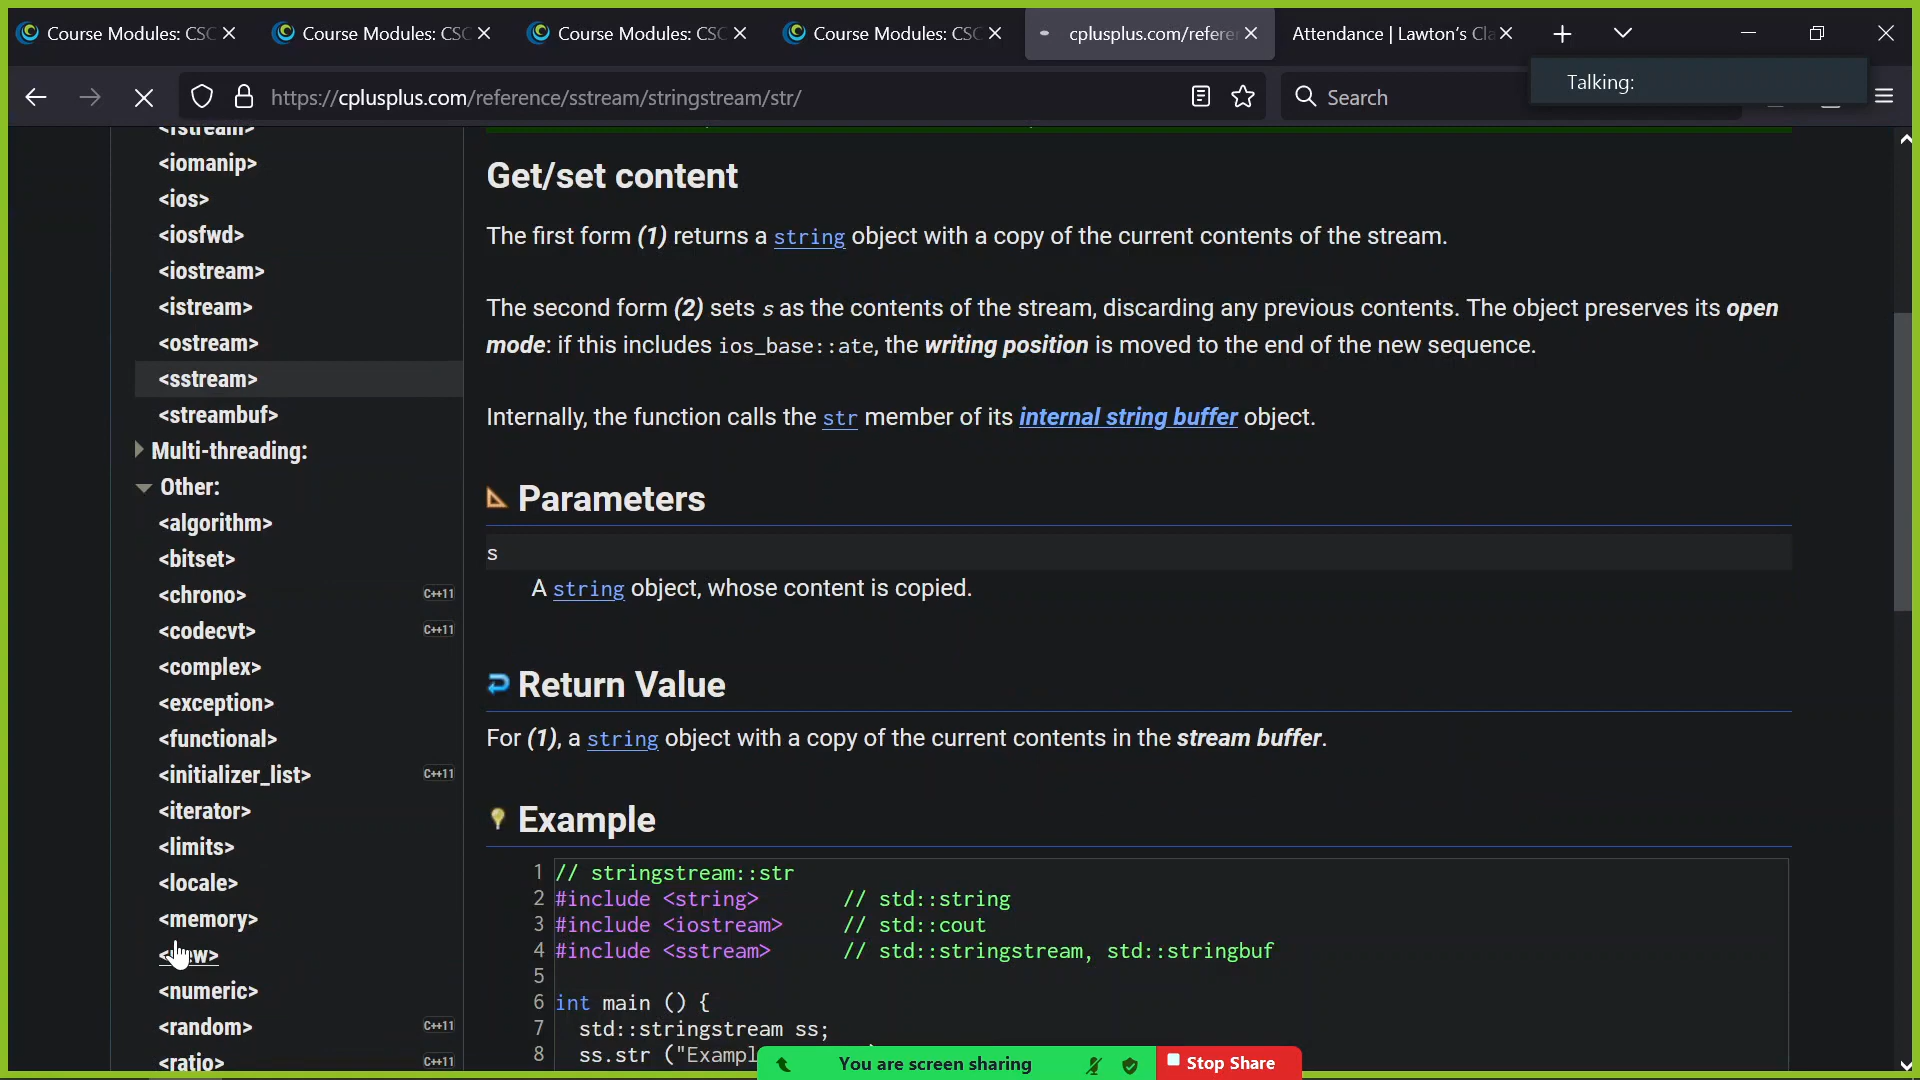 Course Modules: CSC
Course Modules: CSC
Course Modules: CSC
Course Modules: CSC
cplusplus.com/refere
Attendance | Lawton's Cla
https://cplusplus.com/reference/sstream/stringstream/str/
Search
Talking:
<fstream>
<iomanip>
<ios>
<iosfwd>
<iostream>
<istream>
<ostream>
<sstream>
<streambuf>
Multi-threading:
Other:
<algorithm>
<bitset>
<chrono> C++11
<codecvt> C++11
<complex>
<exception>
<functional>
<initializer_list> C++11
<iterator>
<limits>
<locale>
<memory>
<new>
<numeric>
<random> C++11
<ratio> C++11
Get/set content
The first form (1) returns a string object with a copy of the current contents of the stream.
The second form (2) sets s as the contents of the stream, discarding any previous contents. The object preserves its open
mode: if this includes ios_base::ate, the writing position is moved to the end of the new sequence.
Internally, the function calls the str member of its internal string buffer object.
Parameters
s
A string object, whose content is copied.
Return Value
For (1), a string object with a copy of the current contents in the stream buffer.
Example
1 // stringstream::str
2 #include <string> // std::string
3 #include <iostream> // std::cout
4 #include <sstream> // std::stringstream, std::stringbuf
5
6 int main () {
7 std::stringstream ss;
8 ss.str ("Exampl
You are screen sharing
Stop Share